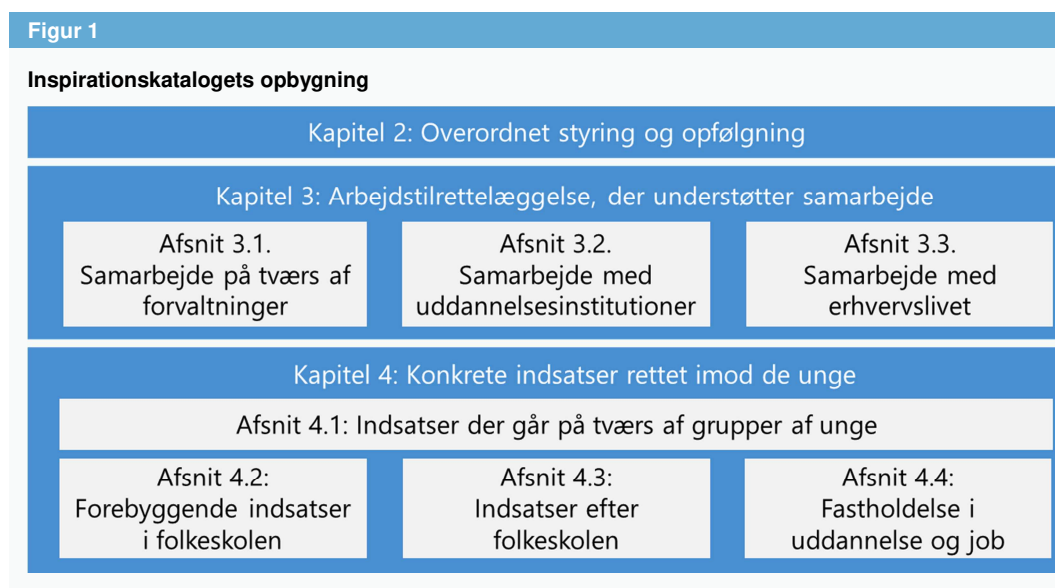 Figur 1
Inspirationskatalogets opbygning
Kapitel 2: Overordnet styring og opfølgning
Kapitel 3: Arbejdstilrettelæggelse, der understøtter samarbejde
Afsnit 3.1.
Samarbejde på tværs af
forvaltninger
Afsnit 3.2.
Samarbejde med
uddannelsesinstitutioner
Afsnit 3.3.
Samarbejde med
erhvervslivet
Kapitel 4: Konkrete indsatser rettet imod de unge
Afsnit 4.1: Indsatser der går på tværs af grupper af unge
Afsnit 4.2:
Forebyggende indsatser
i folkeskolen
Afsnit 4.3:
Indsatser efter
folkeskolen
Afsnit 4.4:
Fastholdelse i
uddannelse og job